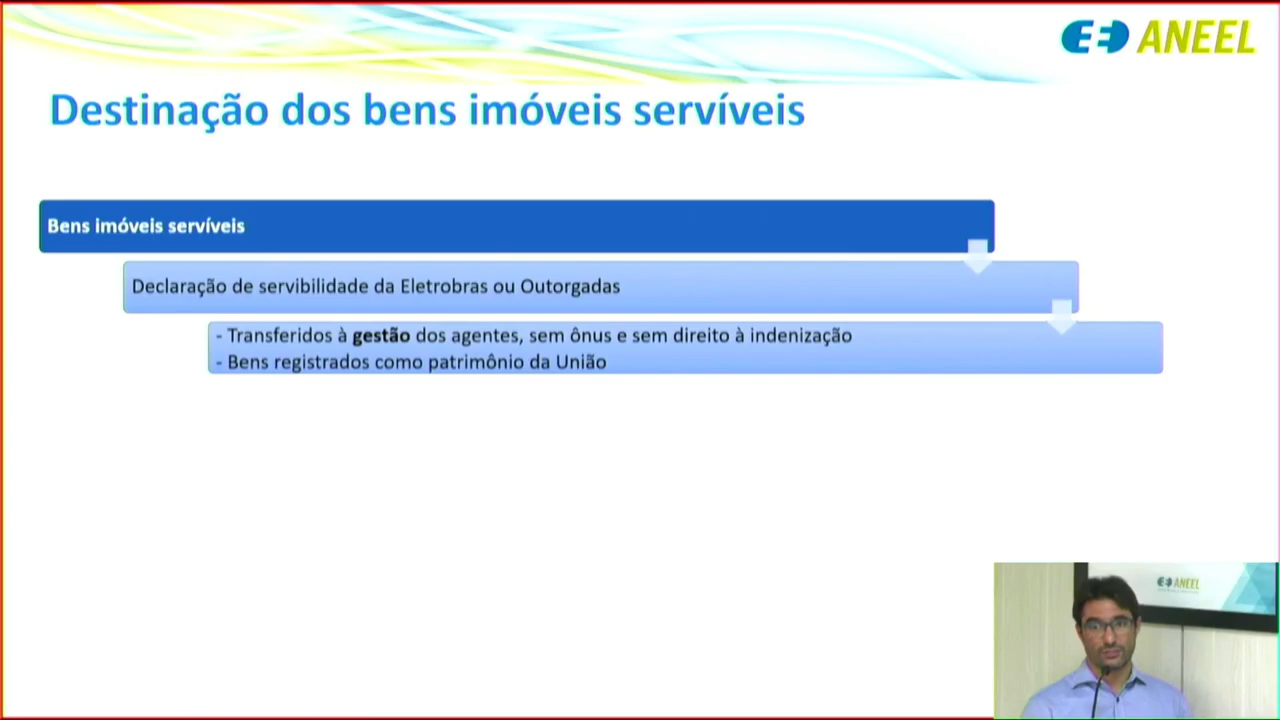 ANEEL
Destinação dos bens imóveis servíveis
Bens imóveis servíveis
Declaração de servibilidade da Eletrobras ou Outorgadas
- Transferidos à gestão dos agentes, sem ônus e sem direito à indenização
- Bens registrados como patrimônio da União
ANEEL